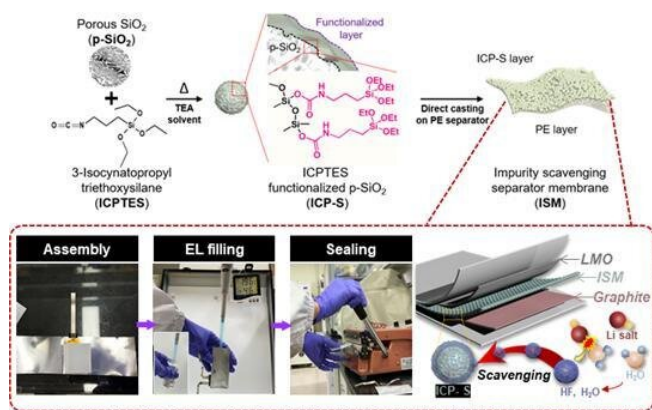 Porous SiO₂
(p-SiO₂)
+
O=C=N
Si
O
O
O
3-Isocynatopropyl
triethoxysilane
(ICPTES)
Δ
TEA
solvent
Functionalized
layer
p-SiO₂
ICPTES
functionalized p-SiO₂
(ICP-S)
Direct casting
on PE separator
ICP-S layer
PE layer
Impurity scavenging
separator membrane
(ISM)
Assembly
EL filling
Sealing
LMO
ISM
Graphite
Li salt
H₂O
Scavenging
ICP- S
HF, H₂O